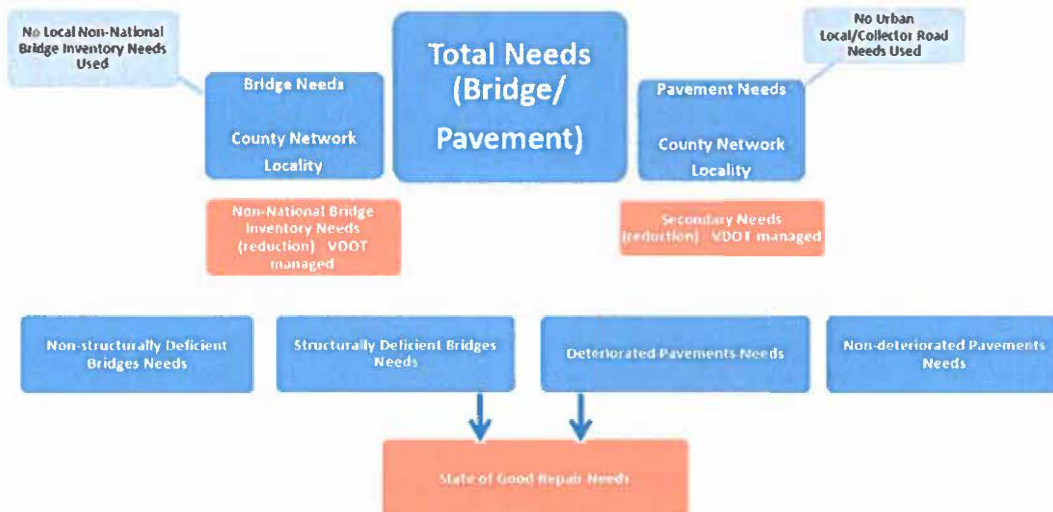 No Local Non-National
Bridge Inventory Needs
Used
Bridge Needs
County Network
Locality
Total Needs
(Bridge/
Pavement)
Pavement Needs
County Network
Locality
No Urban
Local/Collector Road
Needs Used
Non-National Bridge
Inventory Needs
(reduction) VDOT
managed
Secondary Needs
(reduction) VDOT managed
Non-structurally Deficient
Bridges Needs
Structurally Deficient Bridges
Needs
Deteriorated Pavements Needs
Non-deteriorated Pavements
Needs
State of Good Repair Needs